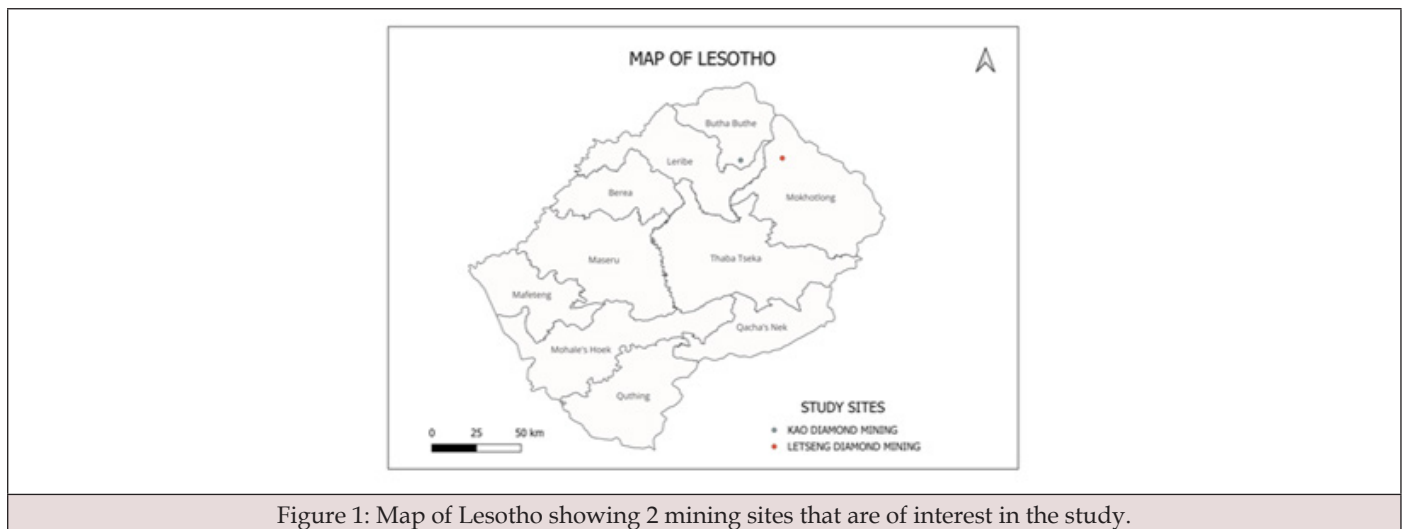 MAP OF LESOTHO
Butha Buthe
Leribe
Mokhotlong
Berea
Maseru
Thaba Tseka
Mafeteng
Qacha's Nek
Mohale's Hoek
Quthing
STUDY SITES
KAO DIAMOND MINING
LETSENG DIAMOND MINING
0 25 50 km
Figure 1: Map of Lesotho showing 2 mining sites that are of interest in the study.